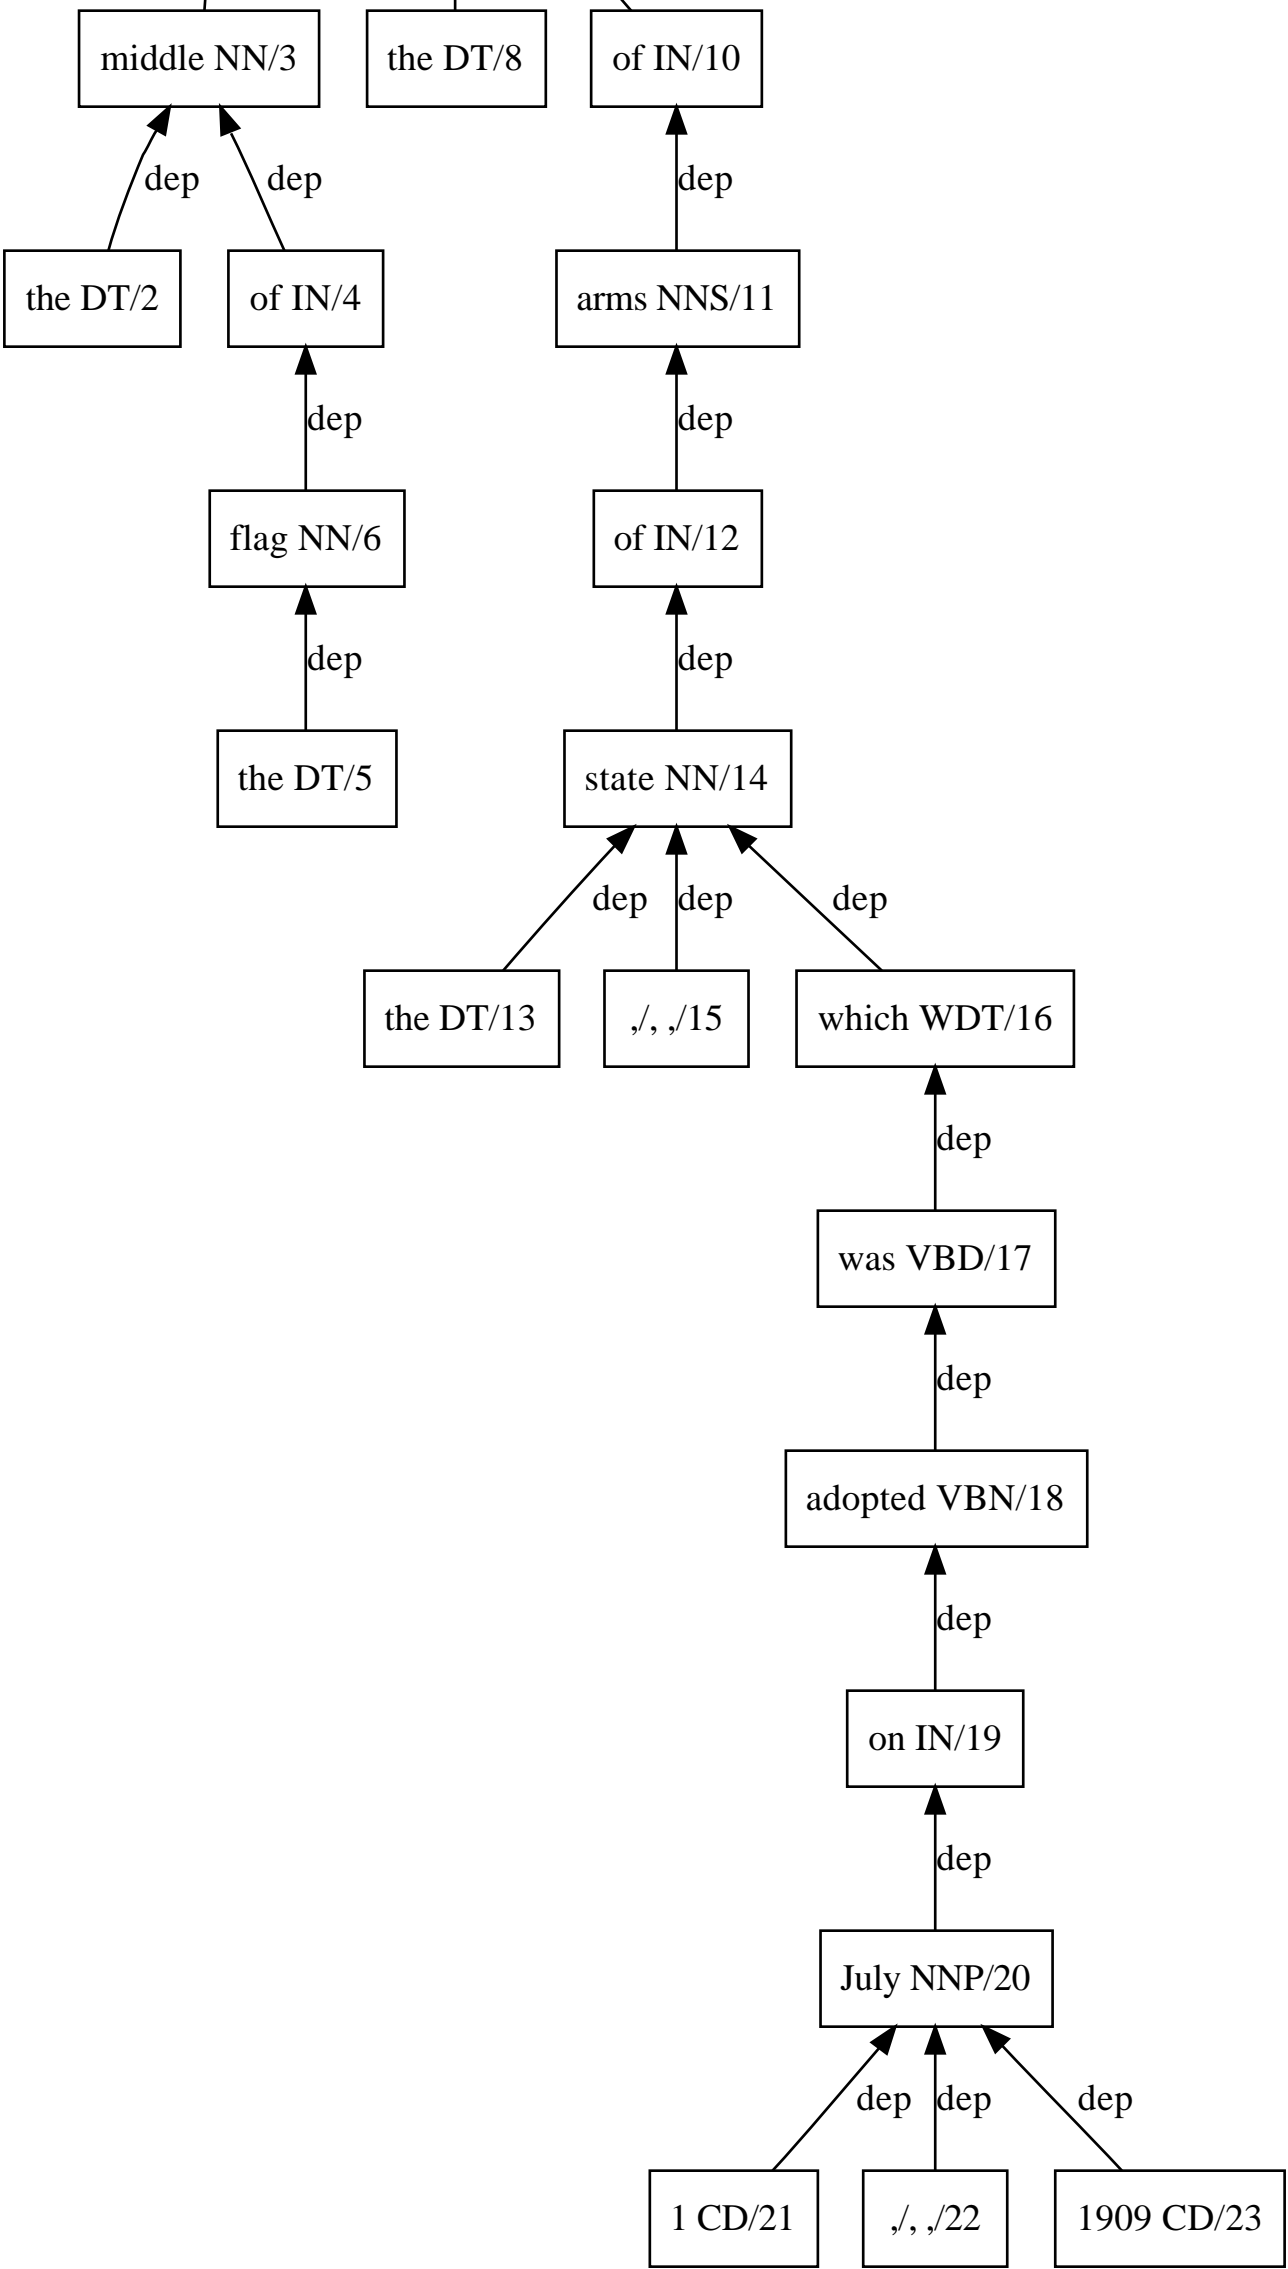 middle NN/3 the DT/8 of IN/10
dep dep dep
the DT/2 of IN/4 arms NNS/11
dep dep
flag NN/6 of IN/12
dep dep
the DT/5 state NN/14
dep dep dep
the DT/13 ,/, ,/15 which WDT/16
dep
was VBD/17
dep
adopted VBN/18
dep
on IN/19
dep
July NNP/20
dep dep dep
1 CD/21 ,/, ,/22 1909 CD/23